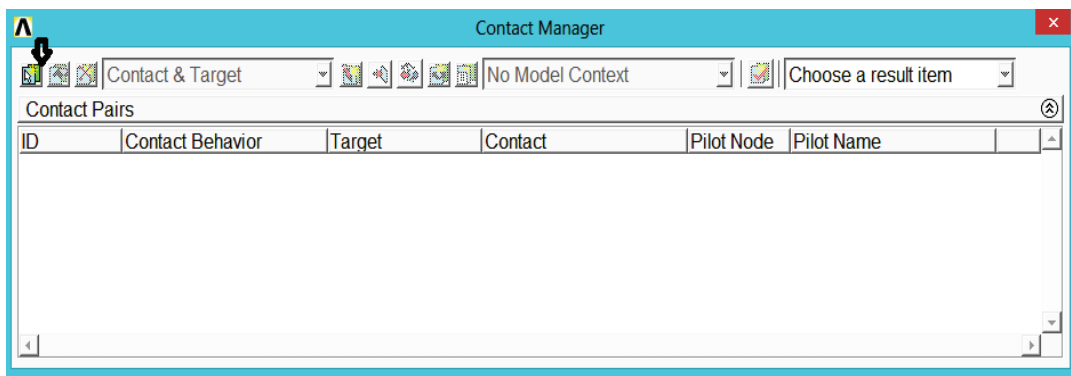 Contact Manager
Contact & Target No Model Context Choose a result item
Contact Pairs
ID Contact Behavior Target Contact Pilot Node Pilot Name